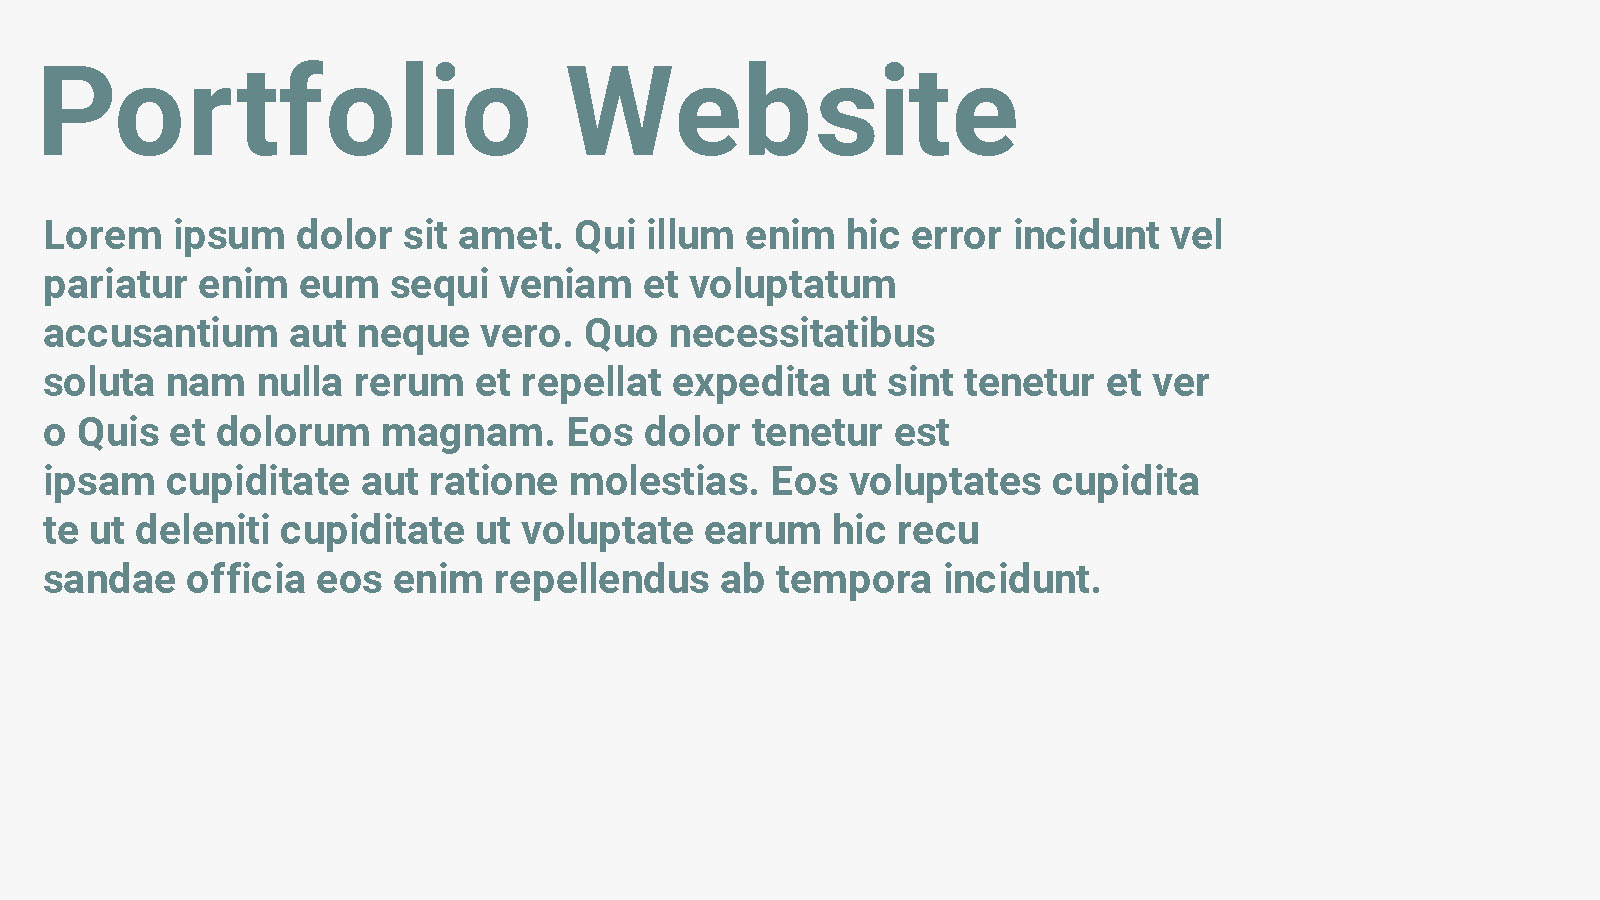 Portfolio Website
Lorem ipsum dolor sit amet. Qui illum enim hic error incidunt vel
pariatur enim eum sequi veniam et voluptatum
accusantium aut neque vero. Quo necessitatibus
soluta nam nulla rerum et repellat expedita ut sint tenetur et ver
o Quis et dolorum magnam. Eos dolor tenetur est
ipsam cupiditate aut ratione molestias. Eos voluptates cupidita
te ut deleniti cupiditate ut voluptate earum hic recu
sandae officia eos enim repellendus ab tempora incidunt.